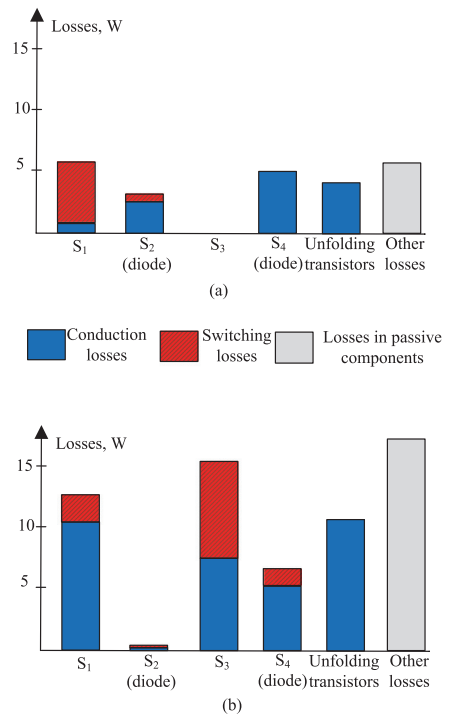 Losses, W
15
10
5
S₁
S₂
(diode)
S₃
S₄
(diode)
Unfolding
transistors
Other
losses
(a)
Conduction
losses
Switching
losses
Losses in passive
components
Losses, W
15
10
5
S₁
S₂
(diode)
S₃
S₄
(diode)
Unfolding
transistors
Other
losses
(b)